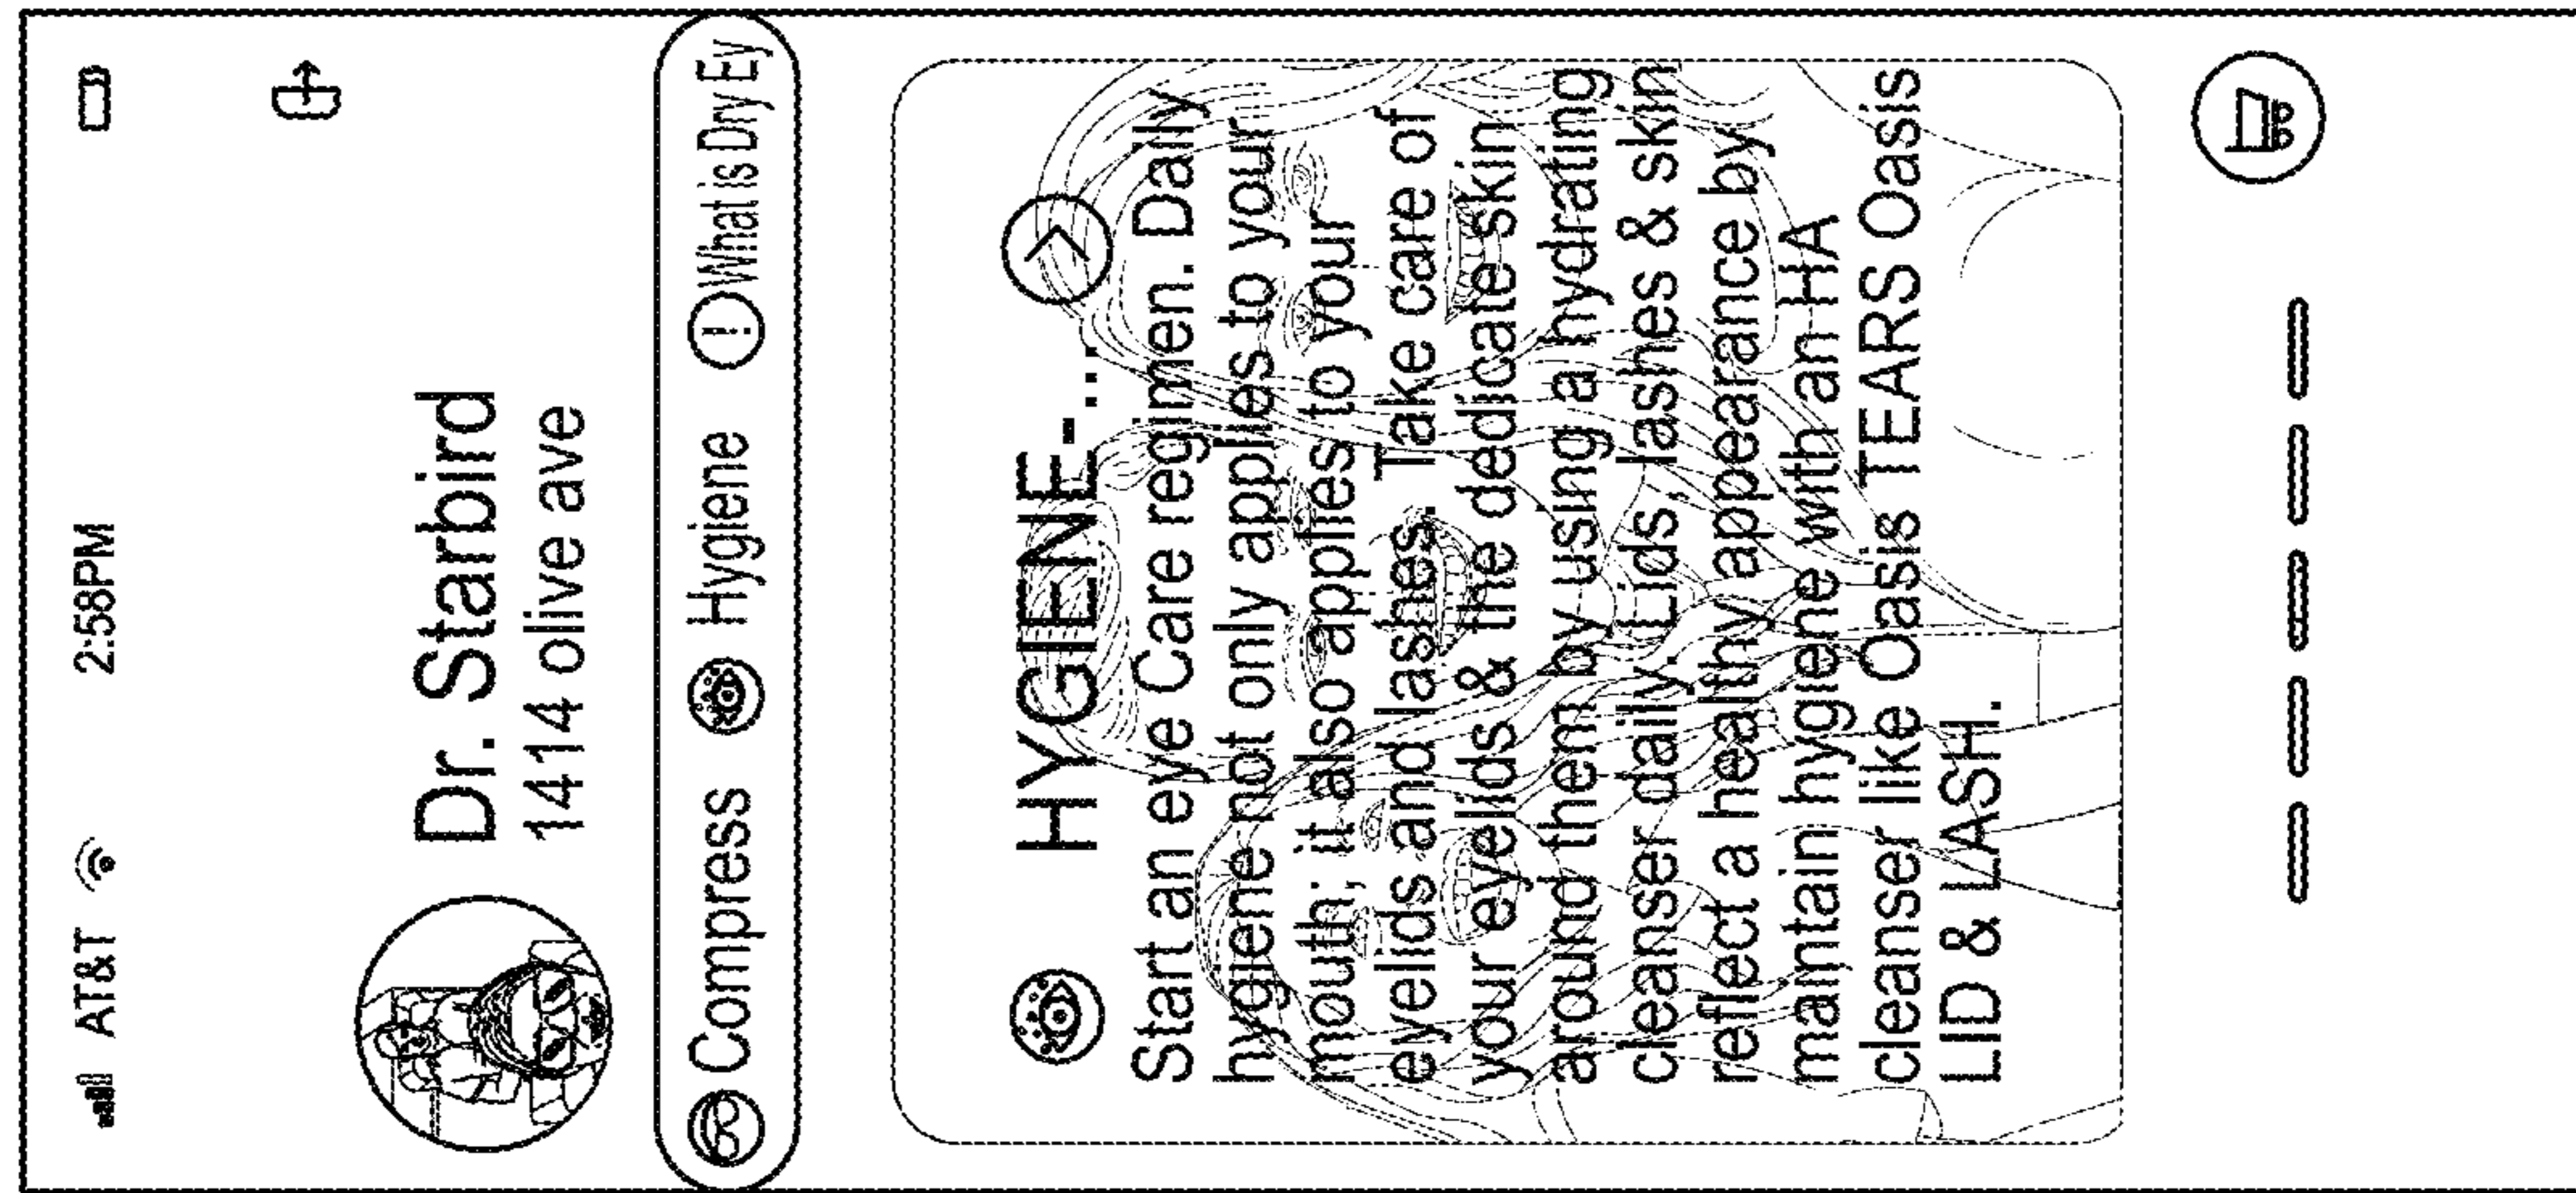 AT&T 2:58PM
Dr. Starbird
1414 olive ave
Compress Hygiene What is Dry Ey
HYGIENE-...
Start an eye Care regimen. Daily
hygiene not only applies to your
mouth; it also applies to your
eyelids and lashes. Take care of
your eyelids & the dedicate skin
around them by using a hydrating
cleanser daily. Lids, lashes & skin
reflect a healthy appearance by
maintain hygiene with an HA
cleanser like Oasis TEARS Oasis
LID & LASH.